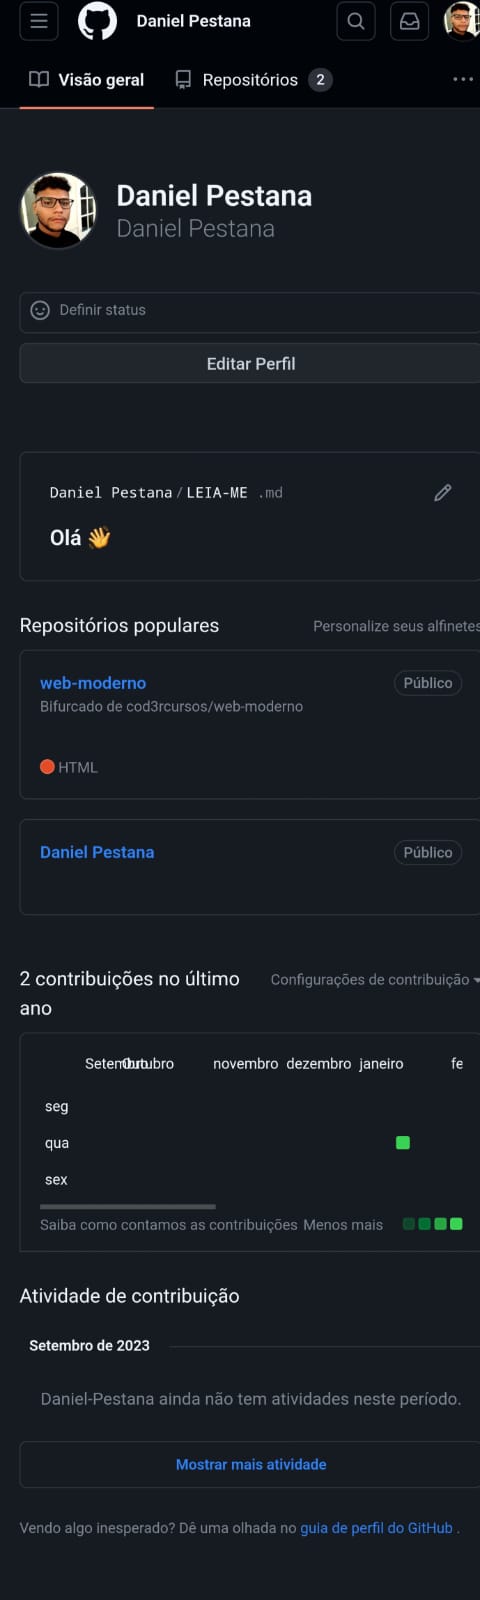 Daniel Pestana
Visão geral
Repositórios 2
Daniel Pestana
Daniel Pestana
Definir status
Editar Perfil
Daniel Pestana/LEIA-ME .md
Olá 👋
Repositórios populares
Personalize seus alfinetes
web-moderno
Público
Bifurcado de cod3rcursos/web-moderno
HTML
Daniel Pestana
Público
2 contribuições no último
ano
Configurações de contribuição
Setembro Outubro novembro dezembro janeiro fe
seg
qua
sex
Saiba como contamos as contribuições Menos mais
Atividade de contribuição
Setembro de 2023
Daniel-Pestana ainda não tem atividades neste período.
Mostrar mais atividade
Vendo algo inesperado? Dê uma olhada no guia de perfil do GitHub .